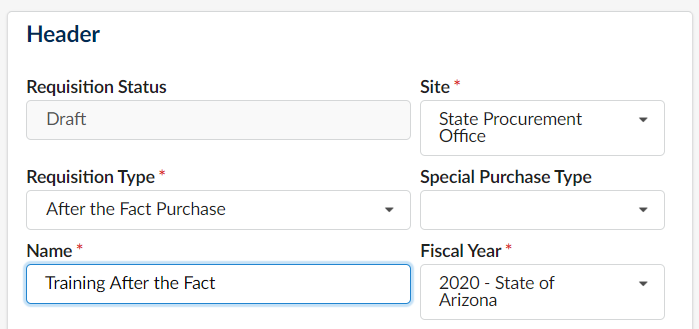 Header
Requisition Status
Site *
Draft
State Procurement
Office
Requisition Type *
Special Purchase Type
After the Fact Purchase
Name *
Fiscal Year *
Training After the Fact
2020 - State of
Arizona